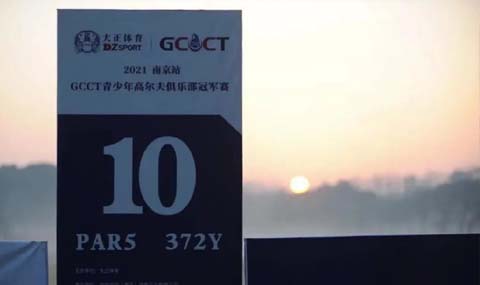 大正体育
DZSPORT
GCCT
2021 南京站
GCCT青少年高尔夫俱乐部冠军赛
10
PAR5 372Y